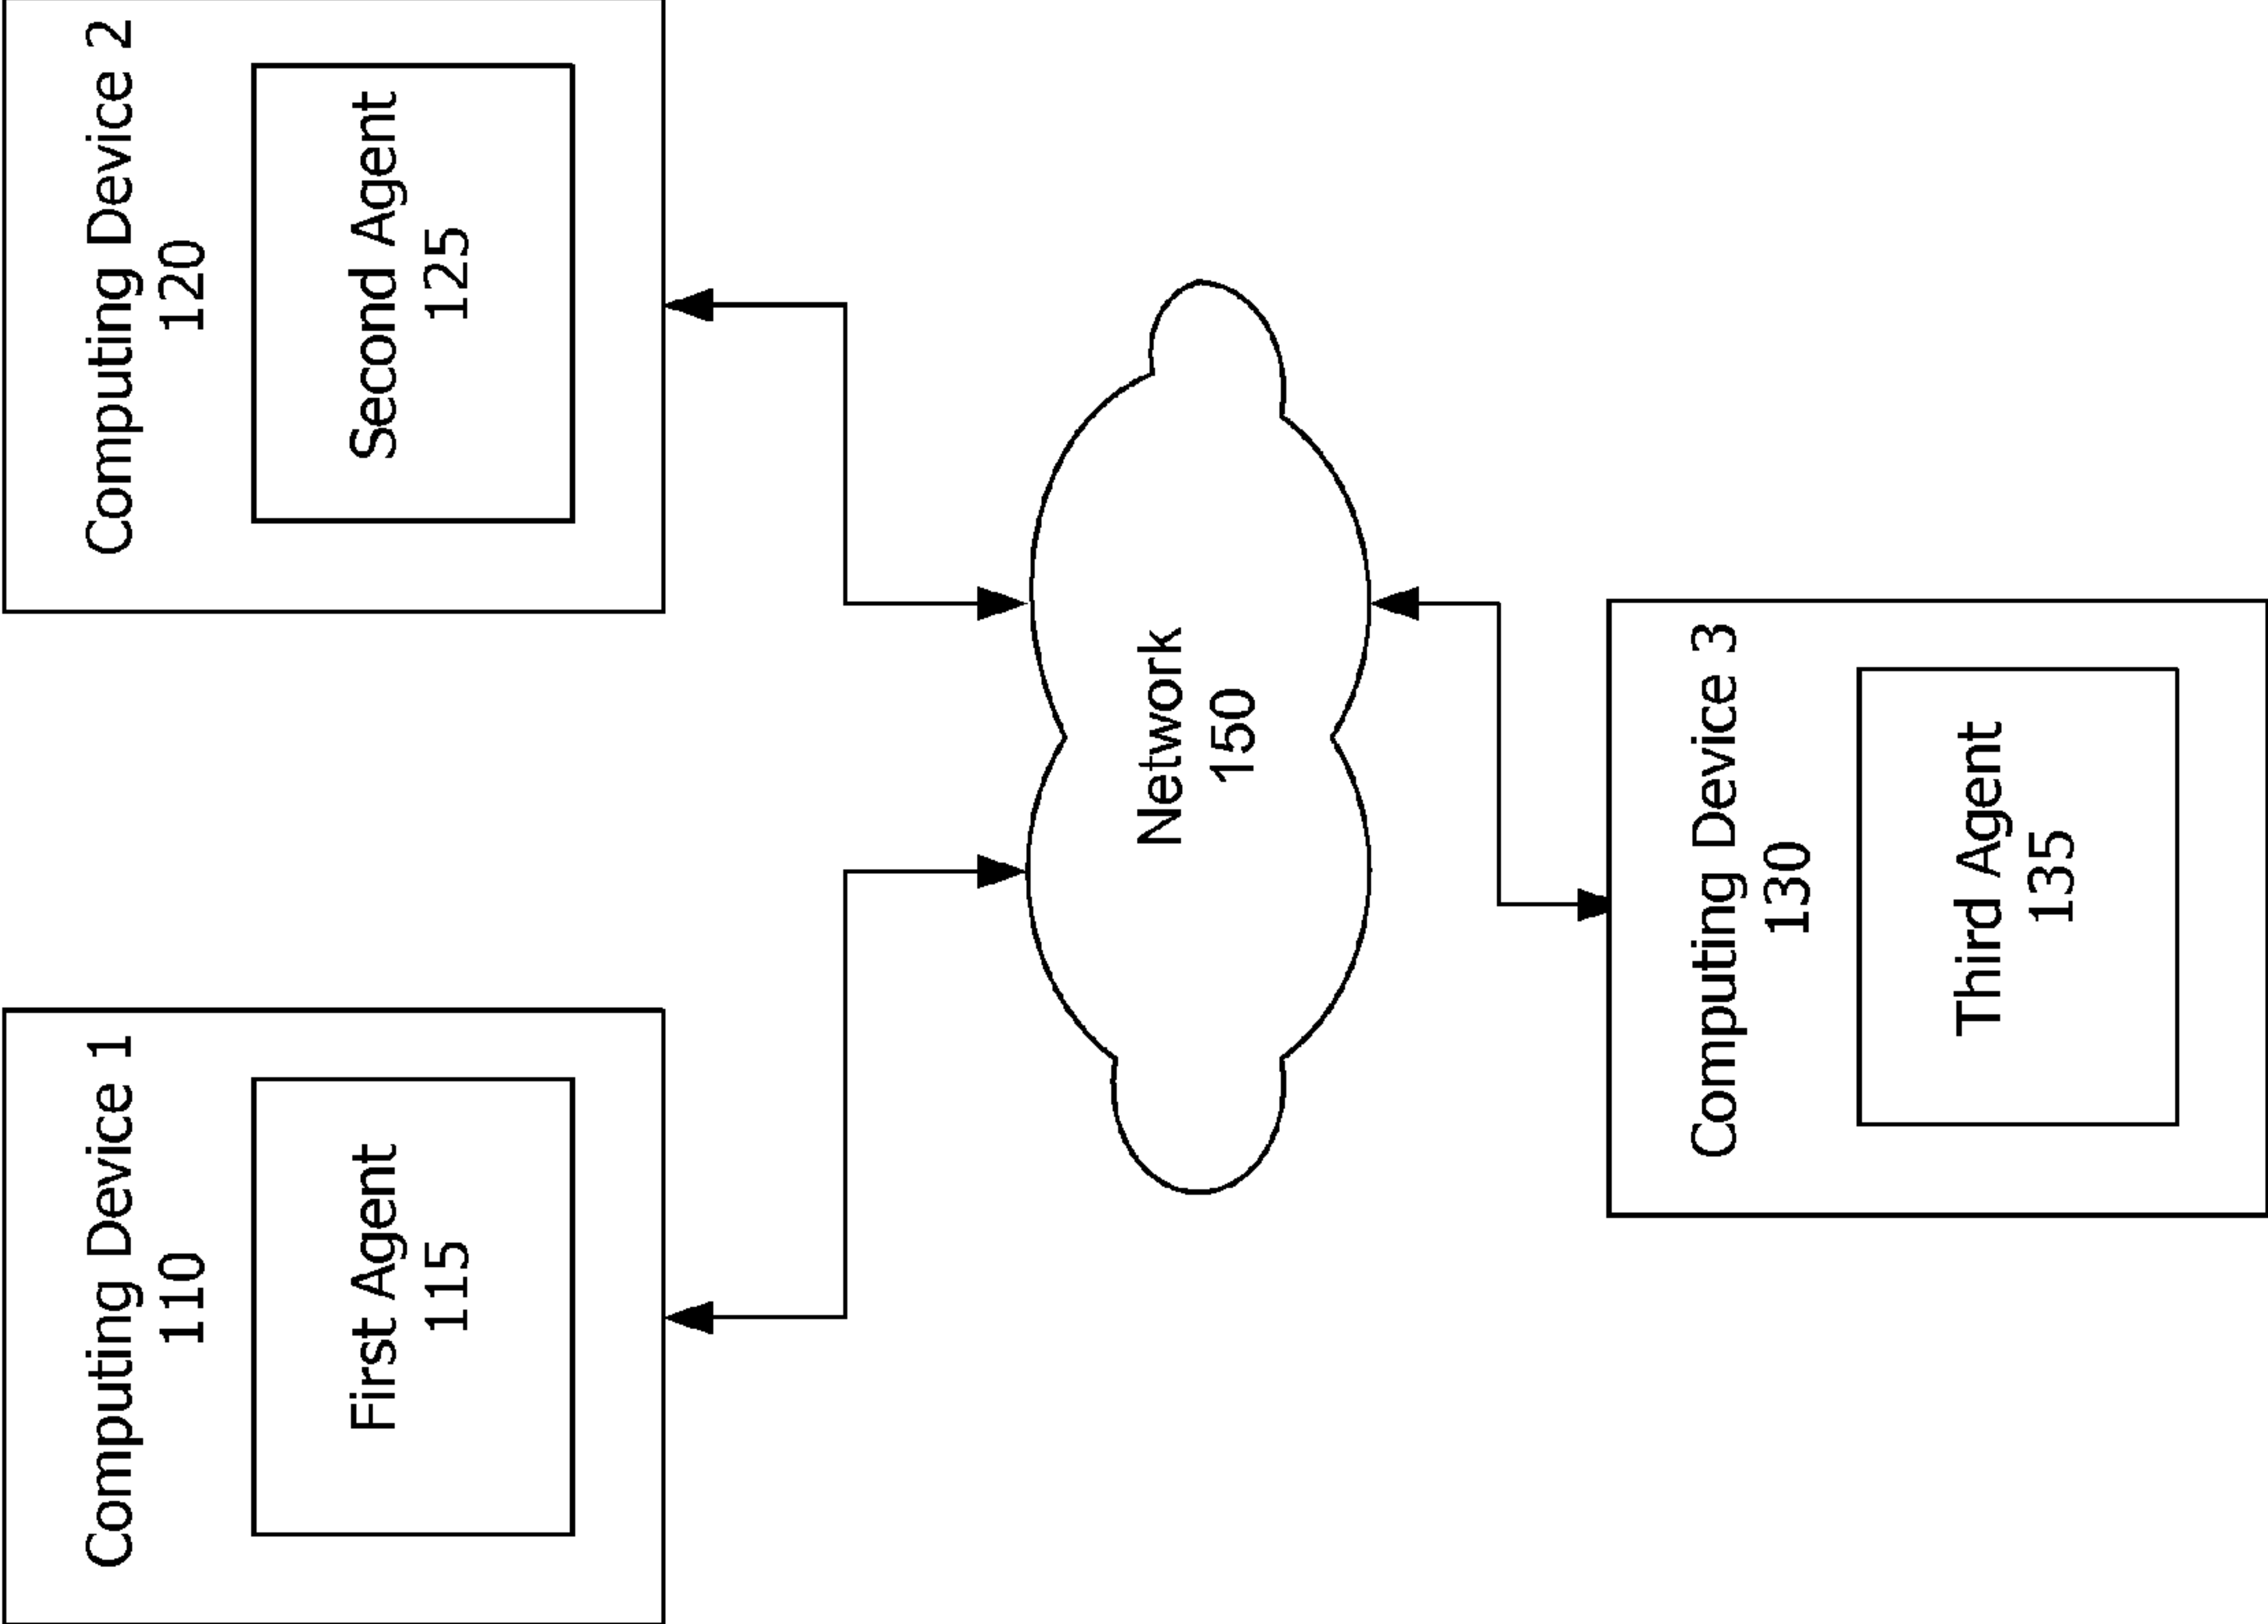 Computing Device 1
110
First Agent
115
Computing Device 2
120
Second Agent
125
Network
150
Computing Device 3
130
Third Agent
135